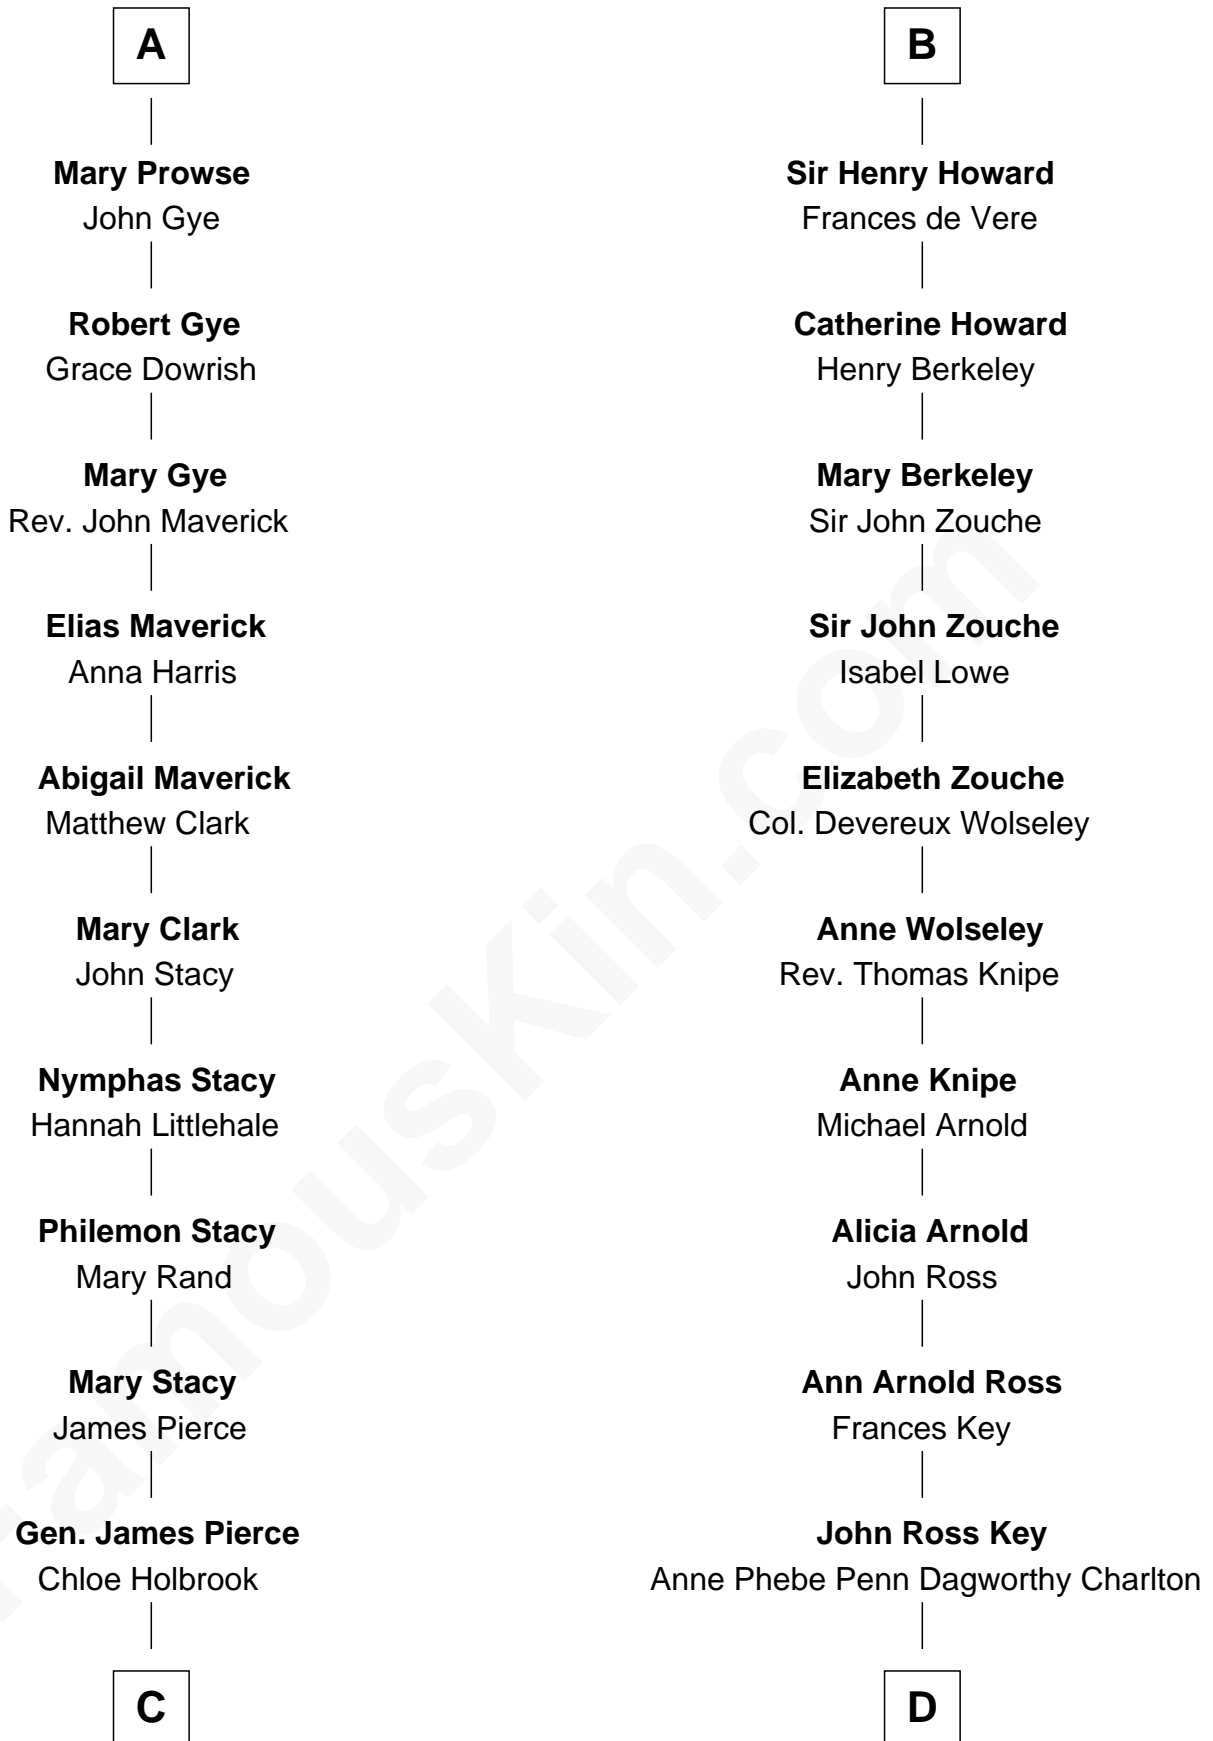 A
Mary Prowse
John Gye
Robert Gye
Grace Dowrish
Mary Gye
Rev. John Maverick
Elias Maverick
Anna Harris
Abigail Maverick
Matthew Clark
Mary Clark
John Stacy
Nymphas Stacy
Hannah Littlehale
Philemon Stacy
Mary Rand
Mary Stacy
James Pierce
Gen. James Pierce
Chloe Holbrook
C
B
Sir Henry Howard
Frances de Vere
Catherine Howard
Henry Berkeley
Mary Berkeley
Sir John Zouche
Sir John Zouche
Isabel Lowe
Elizabeth Zouche
Col. Devereux Wolseley
Anne Wolseley
Rev. Thomas Knipe
Anne Knipe
Michael Arnold
Alicia Arnold
John Ross
Ann Arnold Ross
Frances Key
John Ross Key
Anne Phebe Penn Dagworthy Charlton
D
FamousKin.com